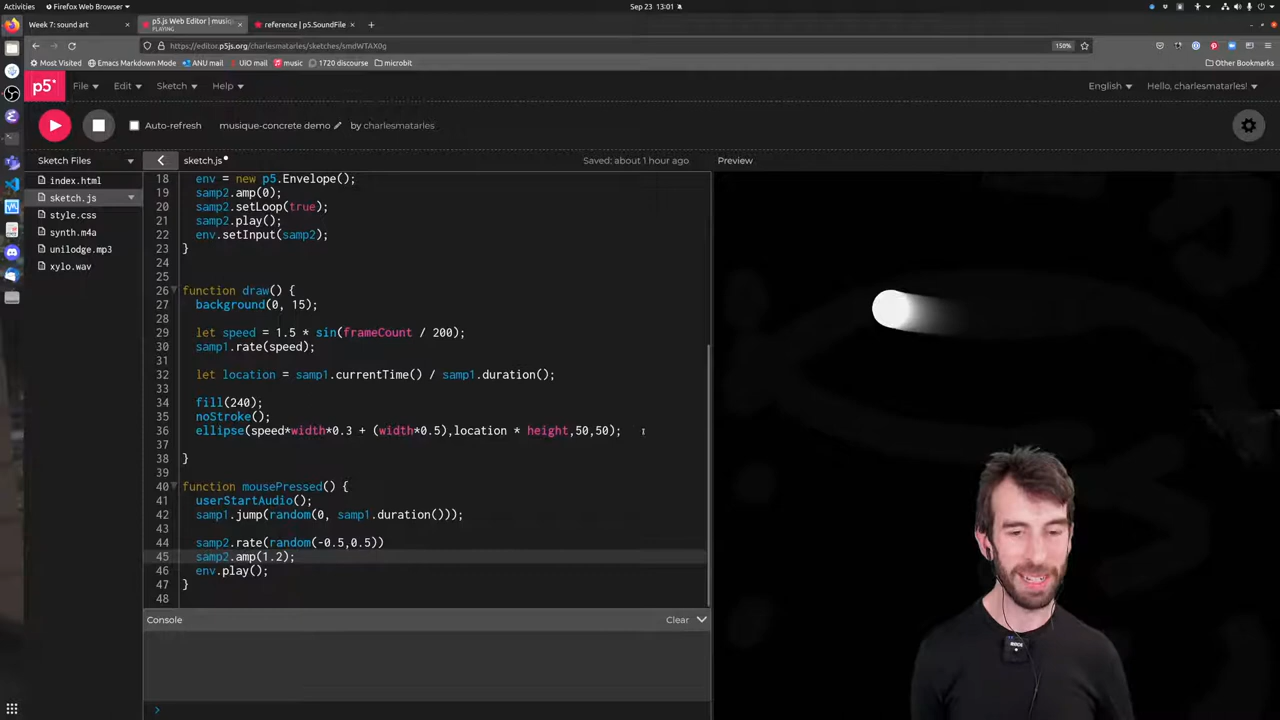 Activities
Firefox Web Browser
Sep 23 13:01
Week 7: sound art
p5.js Web Editor | musiq
PLAYING
reference | p5.SoundFile
https://editor.p5js.org/charlesmatarles/sketches/smdWTAX0g
150%
Most Visited
Emacs Markdown Mode
ANU mail
UiO mail
music
1720 discourse
microbit
Other Bookmarks
p5*
File
Edit
Sketch
Help
English
Hello, charlesmatarles!
Auto-refresh
musique-concrete demo
by charlesmatarles
Sketch Files
sketch.js
Saved: about 1 hour ago
Preview
index.html
sketch.js
style.css
synth.m4a
unilodge.mp3
xylo.wav
18 env = new p5.Envelope();
19 samp2.amp(0);
20 samp2.setLoop(true);
21 samp2.play();
22 env.setInput(samp2);
23 }
24
25
26 function draw() {
27 background(0, 15);
28
29 let speed = 1.5 * sin(frameCount / 200);
30 samp1.rate(speed);
31
32 let location = samp1.currentTime() / samp1.duration();
33
34 fill(240);
35 noStroke();
36 ellipse(speed*width*0.3 + (width*0.5),location * height,50,50);
37
38 }
39
40 function mousePressed() {
41 userStartAudio();
42 samp1.jump(random(0, samp1.duration()));
43
44 samp2.rate(random(-0.5,0.5))
45 samp2.amp(1.2);
46 env.play();
47 }
48
Console
Clear
>